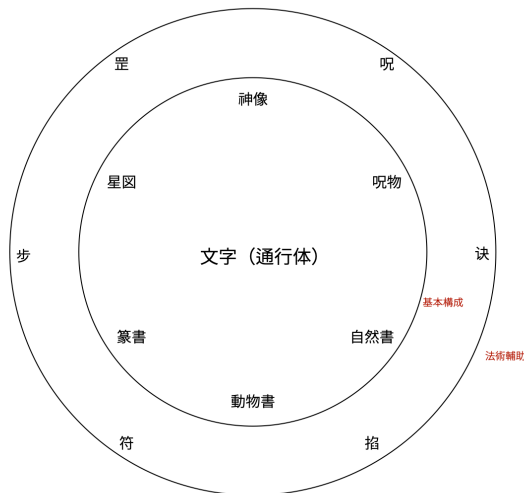 罡
呪
神像
星図
呪物
步
文字（通行体）
诀
基本構成
篆書
自然書
法術輔助
動物書
符
掐